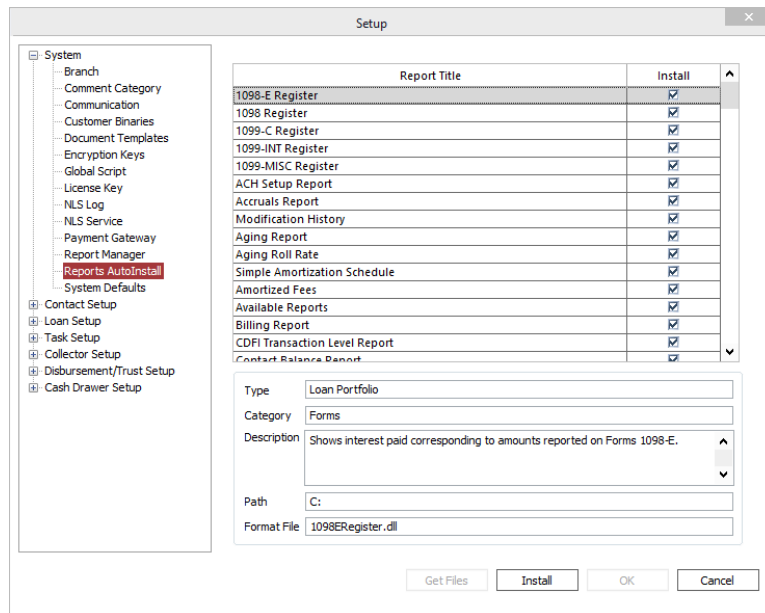 Setup
System
Branch
Comment Category
Communication
Customer Binaries
Document Templates
Encryption Keys
Global Script
License Key
NLS Log
NLS Service
Payment Gateway
Report Manager
Reports AutoInstall
System Defaults
Contact Setup
Loan Setup
Task Setup
Collector Setup
Disbursement/Trust Setup
Cash Drawer Setup
Report Title Install
1098-E Register
1098 Register
1099-C Register
1099-INT Register
1099-MISC Register
ACH Setup Report
Accruals Report
Modification History
Aging Report
Aging Roll Rate
Simple Amortization Schedule
Amortized Fees
Available Reports
Billing Report
CDFI Transaction Level Report
Contact Balance Report
Type Loan Portfolio
Category Forms
Description Shows interest paid corresponding to amounts reported on Forms 1098-E.
Path C:
Format File 1098ERegister.dll
Get Files Install OK Cancel